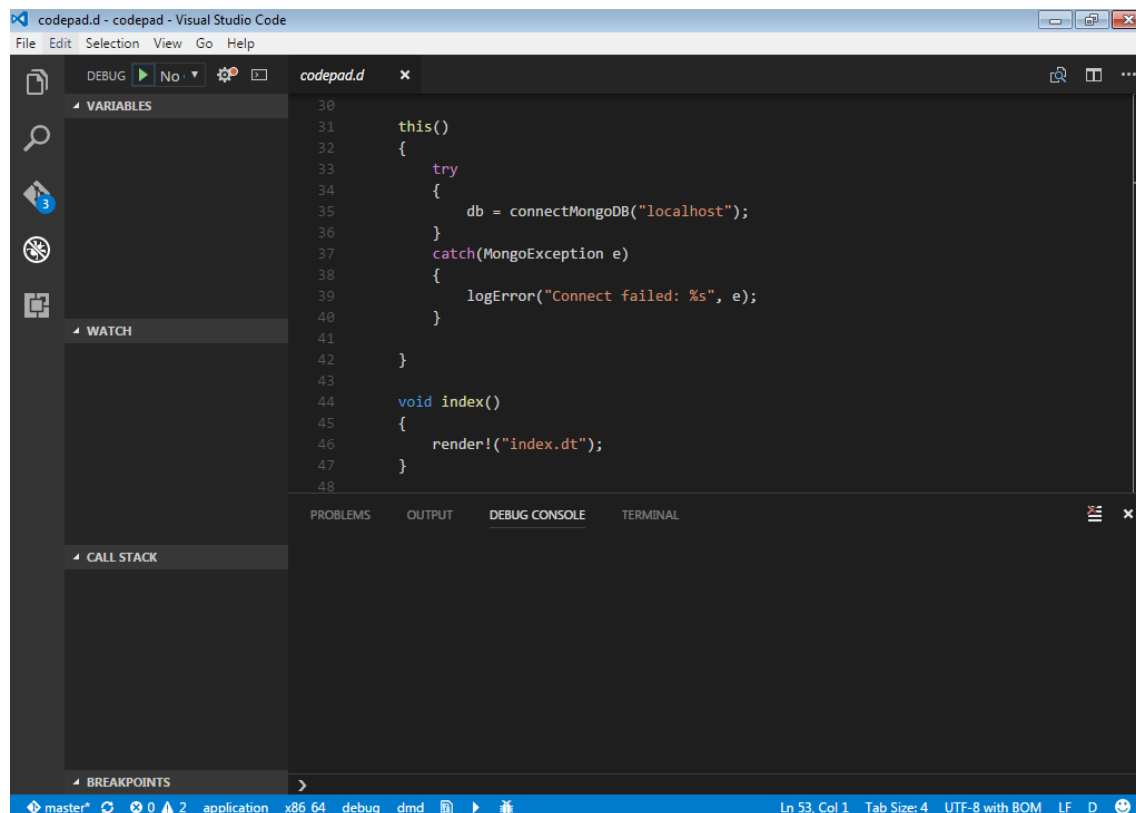 codepad.d - codepad - Visual Studio Code
File Edit Selection View Go Help
DEBUG No
codepad.d
VARIABLES
30
31 this()
32 {
33 try
34 {
35 db = connectMongoDB("localhost");
36 }
37 catch(MongoException e)
38 {
39 logError("Connect failed: %s", e);
40 }
41
42 }
43
44 void index()
45 {
46 render!("index.dt");
47 }
48
3
WATCH
PROBLEMS OUTPUT DEBUG CONSOLE TERMINAL
CALL STACK
BREAKPOINTS
master* 0 2 application x86_64 debug dmd Ln 53, Col 1 Tab Size: 4 UTF-8 with BOM LF D